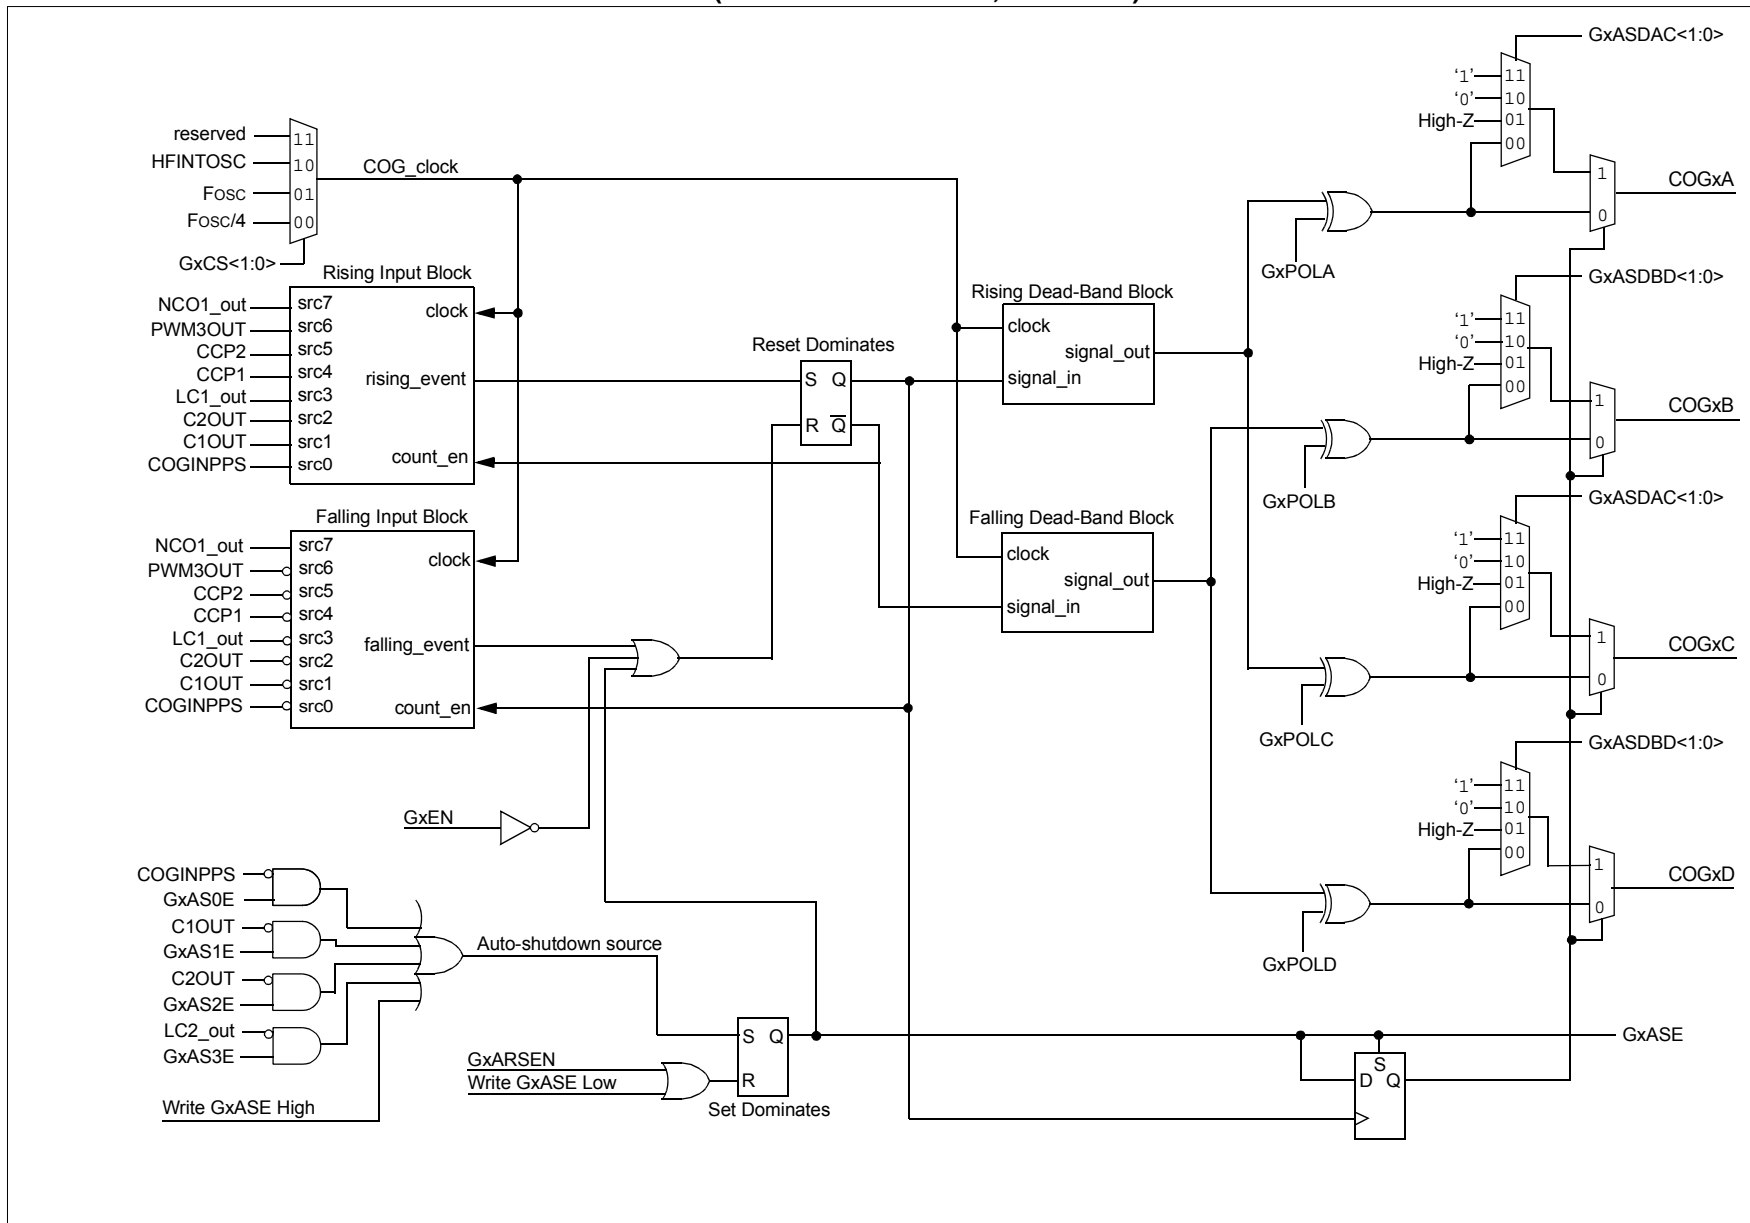 GxASDAC<1:0>
'1' 11
'0' 10
High-Z 01
00
reserved 11
HFINTOSC 10
Fosc 01
Fosc/4 00
COG_clock
GxCS<1:0>
1
COGxA
0
GxPOLA
Rising Input Block
NCO1_out src7
clock
PWM3OUT src6
CCP2 src5
CCP1 src4
rising_event
LC1_out src3
C2OUT src2
C1OUT src1
count_en
COGINPPS src0
Reset Dominates
S Q
R Q
Rising Dead-Band Block
clock
signal_out
signal_in
GxASDBD<1:0>
'1' 11
'0' 10
High-Z 01
00
1
COGxB
0
GxPOLB
Falling Input Block
NCO1_out src7
clock
PWM3OUT src6
CCP2 src5
CCP1 src4
LC1_out src3
falling_event
C2OUT src2
C1OUT src1
COGINPPS src0
count_en
Falling Dead-Band Block
clock
signal_out
signal_in
GxASDAC<1:0>
'1' 11
'0' 10
High-Z 01
00
1
COGxC
0
GxPOLC
GxASDBD<1:0>
'1' 11
'0' 10
High-Z 01
00
1
COGxD
0
GxPOLD
GxEN
COGINPPS
GxAS0E
C1OUT
GxAS1E
C2OUT
GxAS2E
LC2_out
GxAS3E
Write GxASE High
Auto-shutdown source
GxARSEN
Write GxASE Low
S Q
R
Set Dominates
GxASE
S
D Q